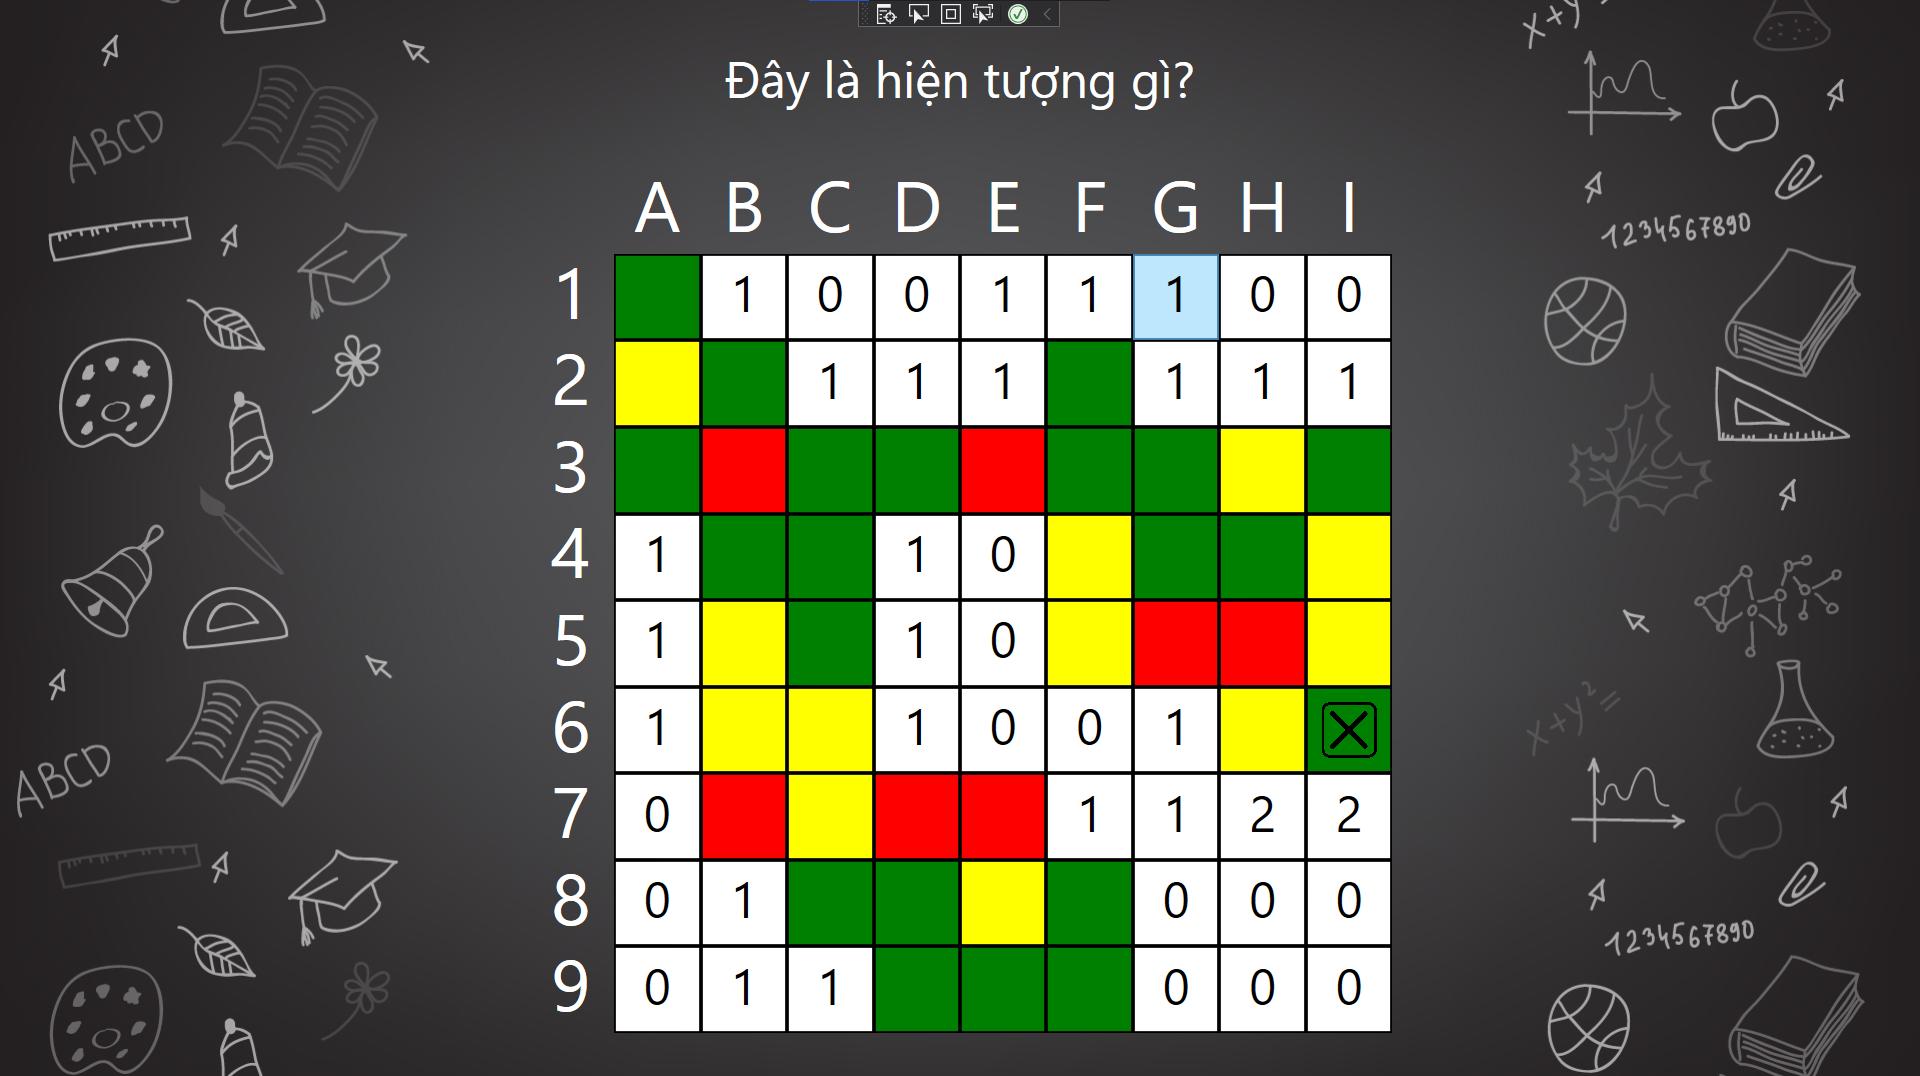 Đây là hiện tượng gì?
A B C D E F G H I
1 1 0 0 1 1 1 0 0
2 1 1 1 1 1 1
3
4 1 1 0
5 1 1 0
6 1 1 0 0 1
7 0 1 1 2 2
8 0 1 0 0 0
9 0 1 1 0 0 0
ABCD
ABCD
x+y=
1234567890
x+y²=
1234567890